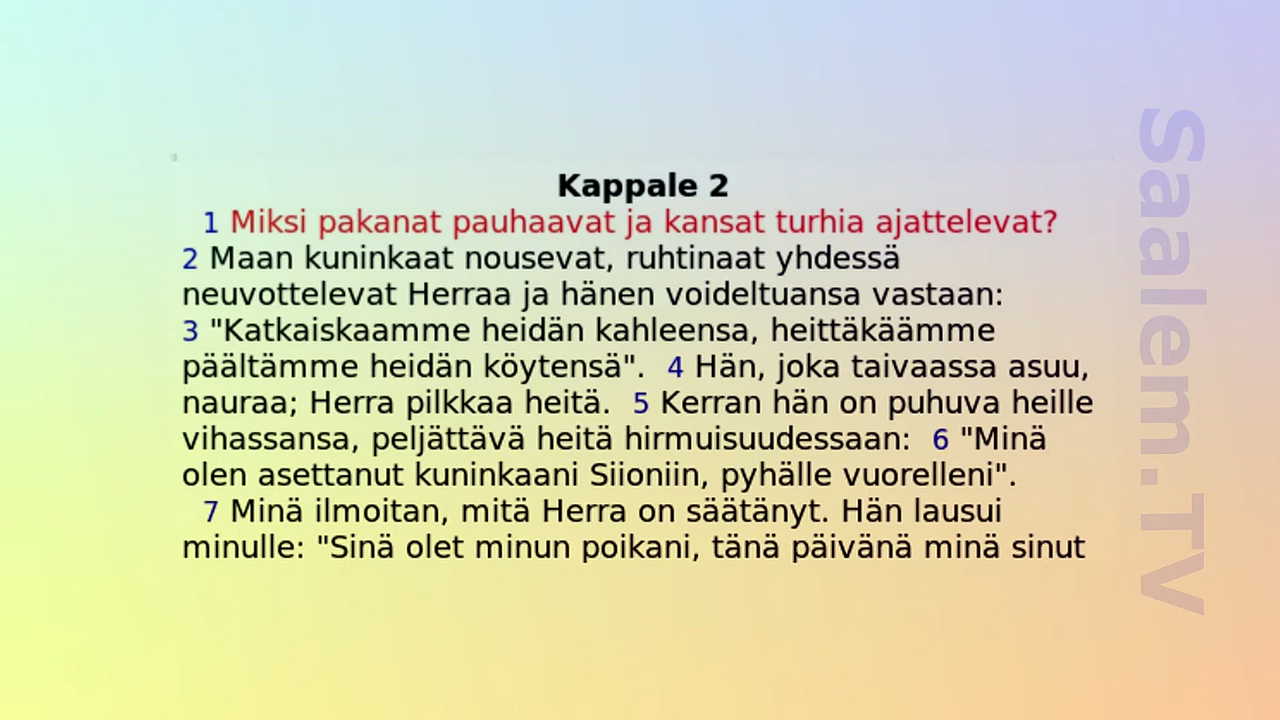 Kappale 2
1 Miksi pakanat pauhaavat ja kansat turhia ajattelevat?
2 Maan kuninkaat nousevat, ruhtinaat yhdessä
neuvottelevat Herraa ja hänen voideltuansa vastaan:
3 "Katkaiskaamme heidän kahleensa, heittäkäämme
päältämme heidän köytensä". 4 Hän, joka taivaassa asuu,
nauraa; Herra pilkkaa heitä. 5 Kerran hän on puhuva heille
vihassansa, peljättävä heitä hirmuisuudessaan: 6 "Minä
olen asettanut kuninkaani Siioniin, pyhälle vuorelleni".
7 Minä ilmoitan, mitä Herra on säätänyt. Hän lausui
minulle: "Sinä olet minun poikani, tänä päivänä minä sinut
Saalem.TV